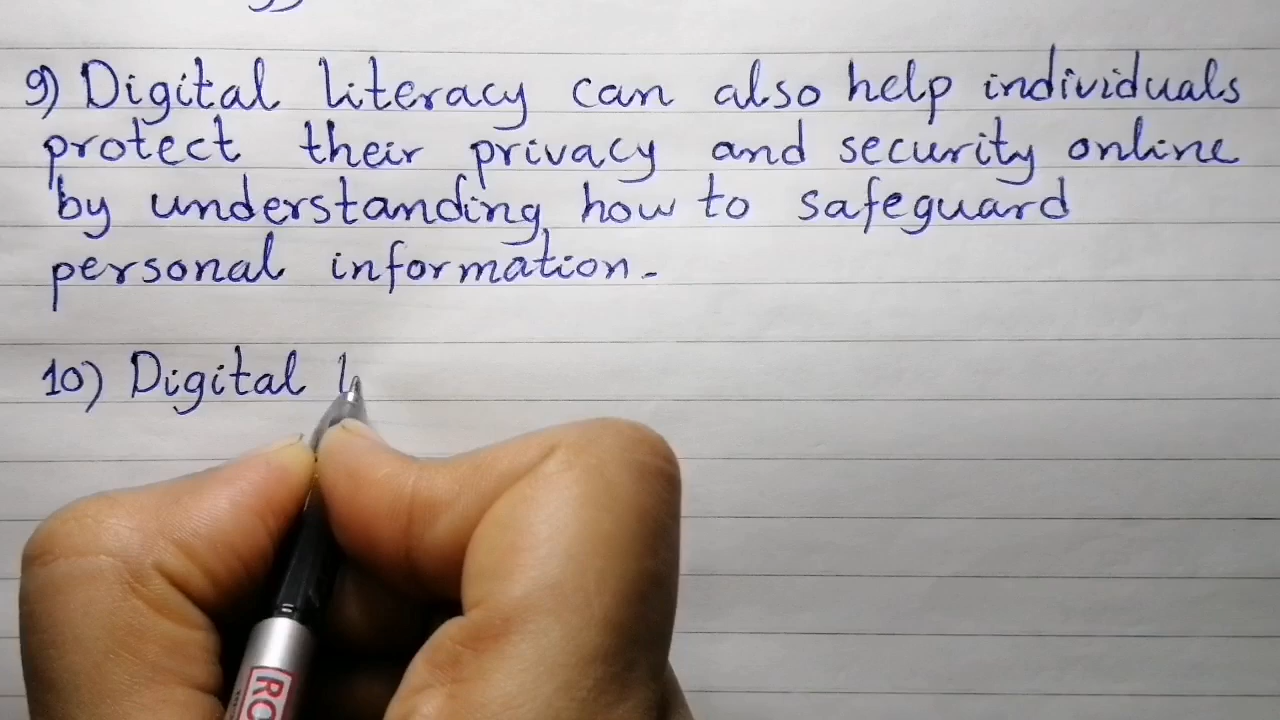 9) Digital literacy can also help individuals
protect their privacy and security online
by understanding how to safeguard
personal information.
10) Digital l
RO